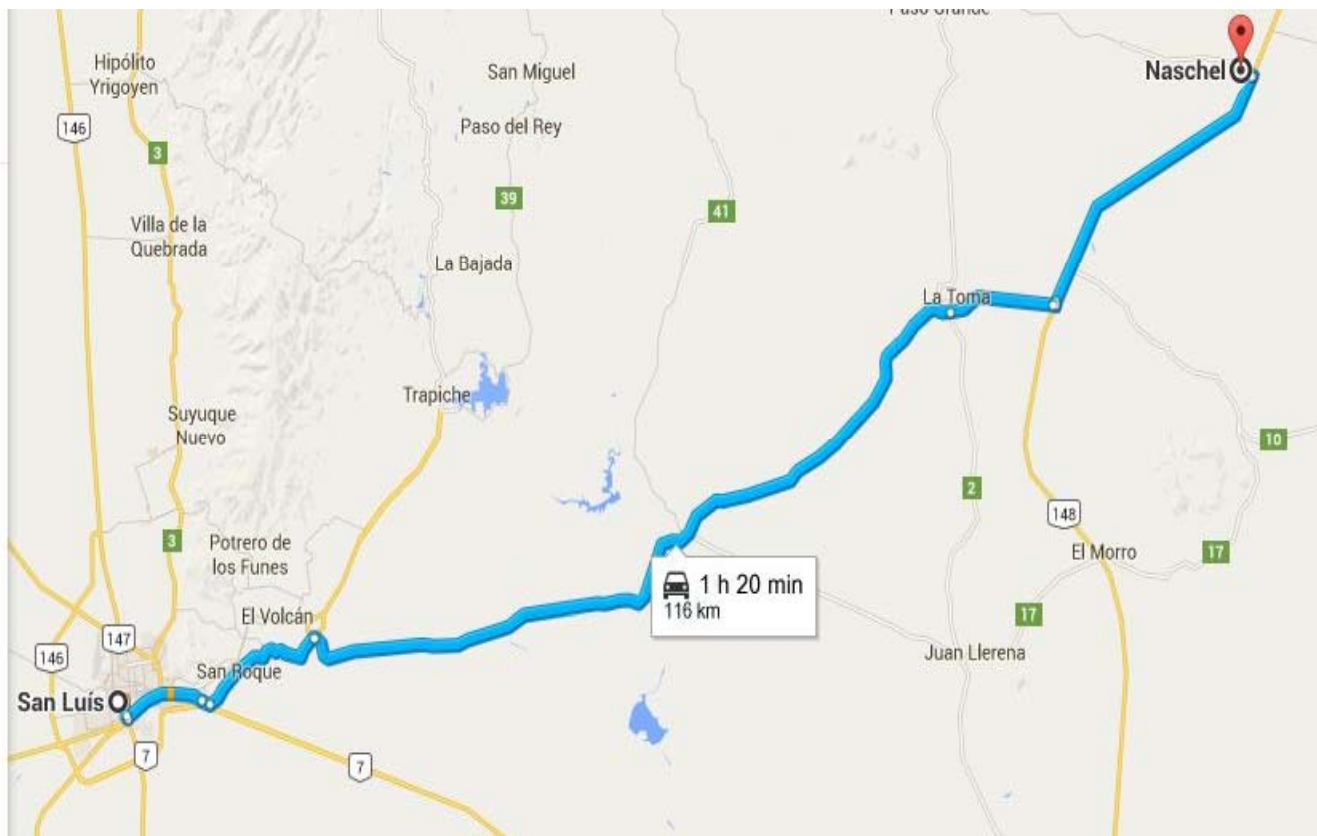 Paso Grande
Hipólito
Yrigoyen
San Miguel
Naschel
146
Paso del Rey
3
39
41
Villa de la
Quebrada
La Bajada
La Toma
Trapiche
Suyuque
Nuevo
10
2
148
3
Potrero de
los Funes
El Morro
17
1 h 20 min
116 km
El Volcán
17
147
146
San Roque
Juan Llerena
San Luís
7
7